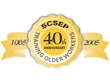 SCSEP
1965
40th
ANNIVERSARY
2005
TRAINING OLDER WORKERS